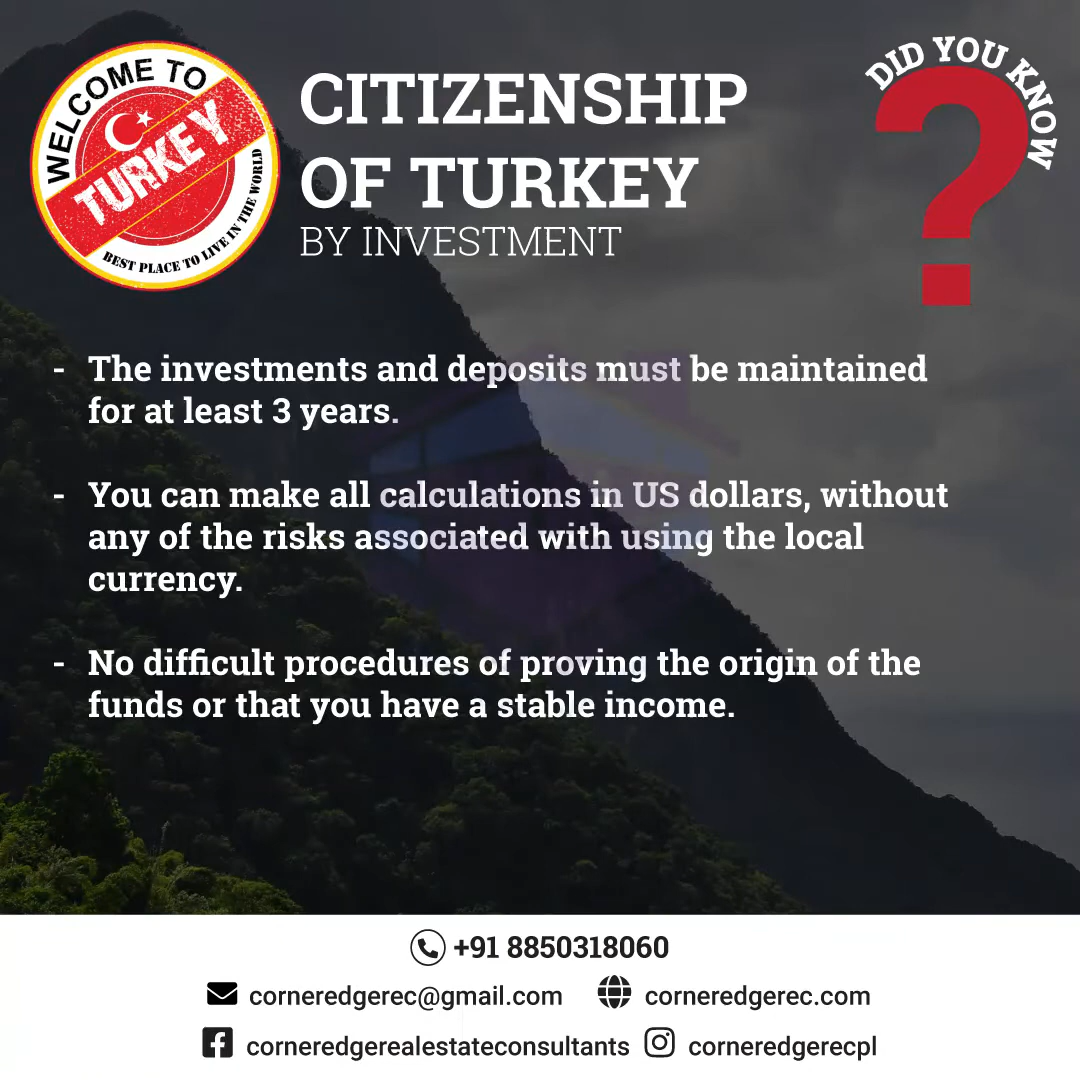 WELCOME TO
TURKEY
BEST PLACE TO LIVE IN THE WORLD
CITIZENSHIP
OF TURKEY
BY INVESTMENT
DID YOU KNOW
?
- The investments and deposits must be maintained
for at least 3 years.
- You can make all calculations in US dollars, without
any of the risks associated with using the local
currency.
- No difficult procedures of proving the origin of the
funds or that you have a stable income.
+91 8850318060
corneredgerec@gmail.com
corneredgerec.com
corneredgerealestateconsultants
corneredgerecpl